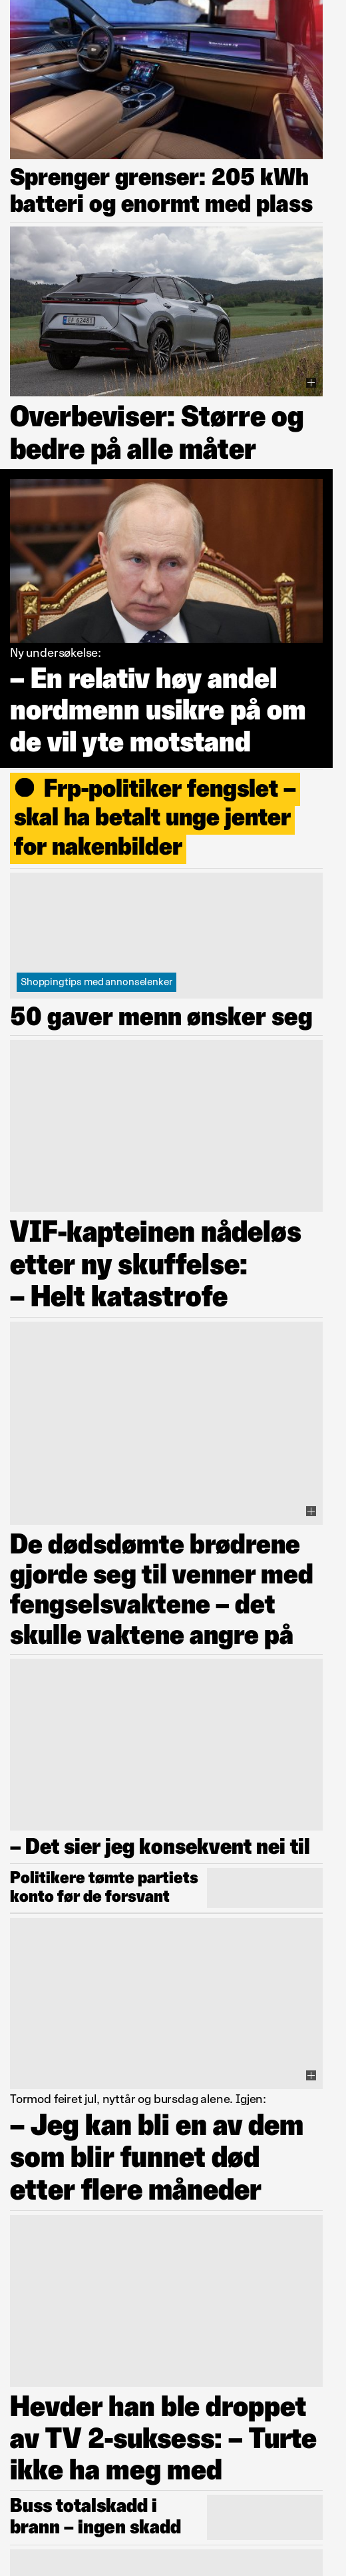 Sprenger grenser: 205 kWh
batteri og enormt med plass
Overbeviser: Større og
bedre på alle måter
Ny undersøkelse:
– En relativ høy andel
nordmenn usikre på om
de vil yte motstand
Frp-politiker fengslet –
skal ha betalt unge jenter
for nakenbilder
Shoppingtips med annonselenker
50 gaver menn ønsker seg
VIF-kapteinen nådeløs
etter ny skuffelse:
– Helt katastrofe
De dødsdømte brødrene
gjorde seg til venner med
fengselsvaktene – det
skulle vaktene angre på
– Det sier jeg konsekvent nei til
Politikere tømte partiets
konto før de forsvant
Tormod feiret jul, nyttår og bursdag alene. Igjen:
– Jeg kan bli en av dem
som blir funnet død
etter flere måneder
Hevder han ble droppet
av TV 2-suksess: – Turte
ikke ha meg med
Buss totalskadd i
brann – ingen skadd